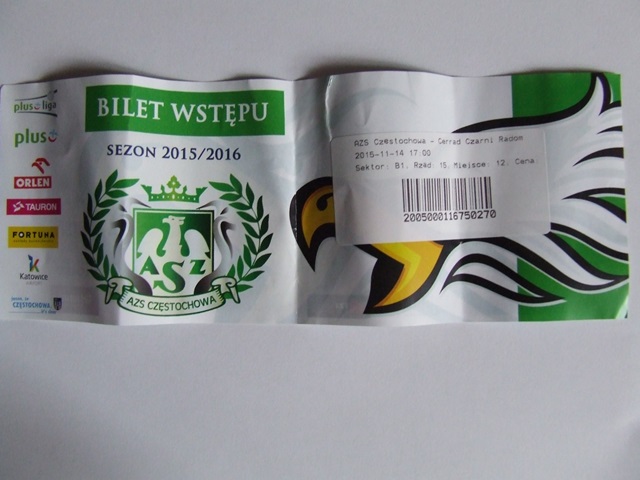 plus liga
plus
ORLEN
TAURON
FORTUNA
Katowice
CZĘSTOCHOWA
BILET WSTĘPU
SEZON 2015/2016
ASZ
AZS CZĘSTOCHOWA
AZS Częstochowa - Cerrad Czarni Radom
2015-11-14 17:00
Sektor: B1, Rząd: 15, Miejsce: 12; Cena
2005000116750270